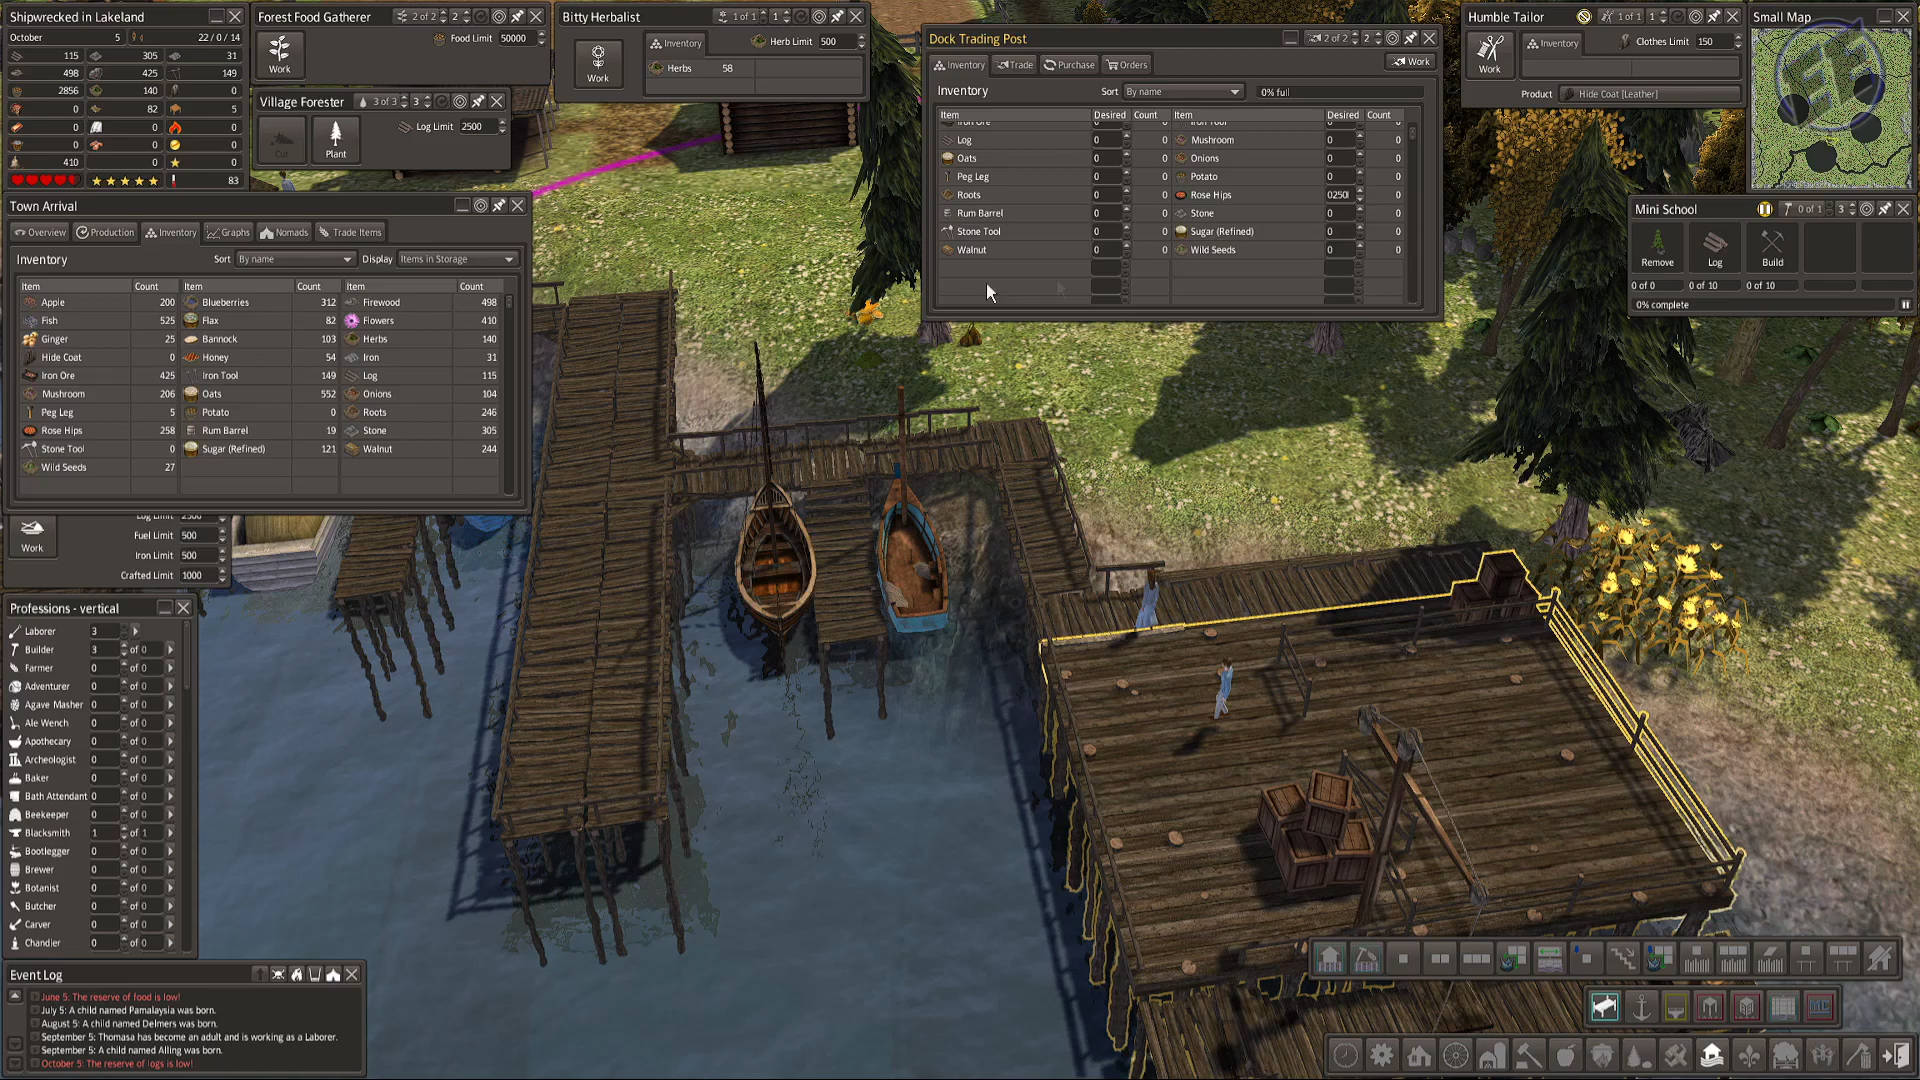 Shipwrecked in Lakeland
October 5 22 / 0 / 14
115 305 31
498 425 149
2856 140 0
0 82 5
0 0 0
0 0 0
410 0 0
83
Forest Food Gatherer 2 of 2 2
Work
Food Limit 50000
Village Forester 3 of 3 3
Cut Plant
Log Limit 2500
Bitty Herbalist 1 of 1 1
Work
Inventory Herb Limit 500
Herbs 58
Dock Trading Post 2 of 2 2
Inventory Trade Purchase Orders Work
Inventory Sort By name 0% full
Item Desired Count Item Desired Count
Iron Ore 0 0 Iron Tool 0 0
Log 0 0 Mushroom 0 0
Oats 0 0 Onions 0 0
Peg Leg 0 0 Potato 0 0
Roots 0 0 Rose Hips 0250 0
Rum Barrel 0 0 Stone 0 0
Stone Tool 0 0 Sugar (Refined) 0 0
Walnut 0 0 Wild Seeds 0 0
Humble Tailor 1 of 1 1
Work
Inventory Clothes Limit 150
Product Hide Coat [Leather]
Small Map
Mini School 0 of 1 3
Remove Log Build
0 of 0 0 of 10 0 of 10
0% complete
Town Arrival
Overview Production Inventory Graphs Nomads Trade Items
Inventory Sort By name Display Items in Storage
Item Count Item Count Item Count
Apple 200 Blueberries 312 Firewood 498
Fish 525 Flax 82 Flowers 410
Ginger 25 Bannock 103 Herbs 140
Hide Coat 0 Honey 54 Iron 31
Iron Ore 425 Iron Tool 149 Log 115
Mushroom 206 Oats 552 Onions 104
Peg Leg 5 Potato 0 Roots 246
Rose Hips 258 Rum Barrel 19 Stone 305
Stone Tool 0 Sugar (Refined) 121 Walnut 244
Wild Seeds 27
Work
Log Limit 2500
Fuel Limit 500
Iron Limit 500
Crafted Limit 1000
Professions - vertical
Laborer 3
Builder 3 of 0
Farmer 0 of 0
Adventurer 0 of 0
Agave Masher 0 of 0
Ale Wench 0 of 0
Apothecary 0 of 0
Archeologist 0 of 0
Baker 0 of 0
Bath Attendant 0 of 0
Beekeeper 0 of 0
Blacksmith 1 of 1
Bootlegger 0 of 0
Brewer 0 of 0
Botanist 0 of 0
Butcher 0 of 0
Carver 0 of 0
Chandler 0 of 0
Event Log
June 5: The reserve of food is low!
July 5: A child named Pamalaysia was born.
August 5: A child named Delmers was born.
September 5: Thomasa has become an adult and is working as a Laborer.
September 5: A child named Alling was born.
October 5: The reserve of logs is low!